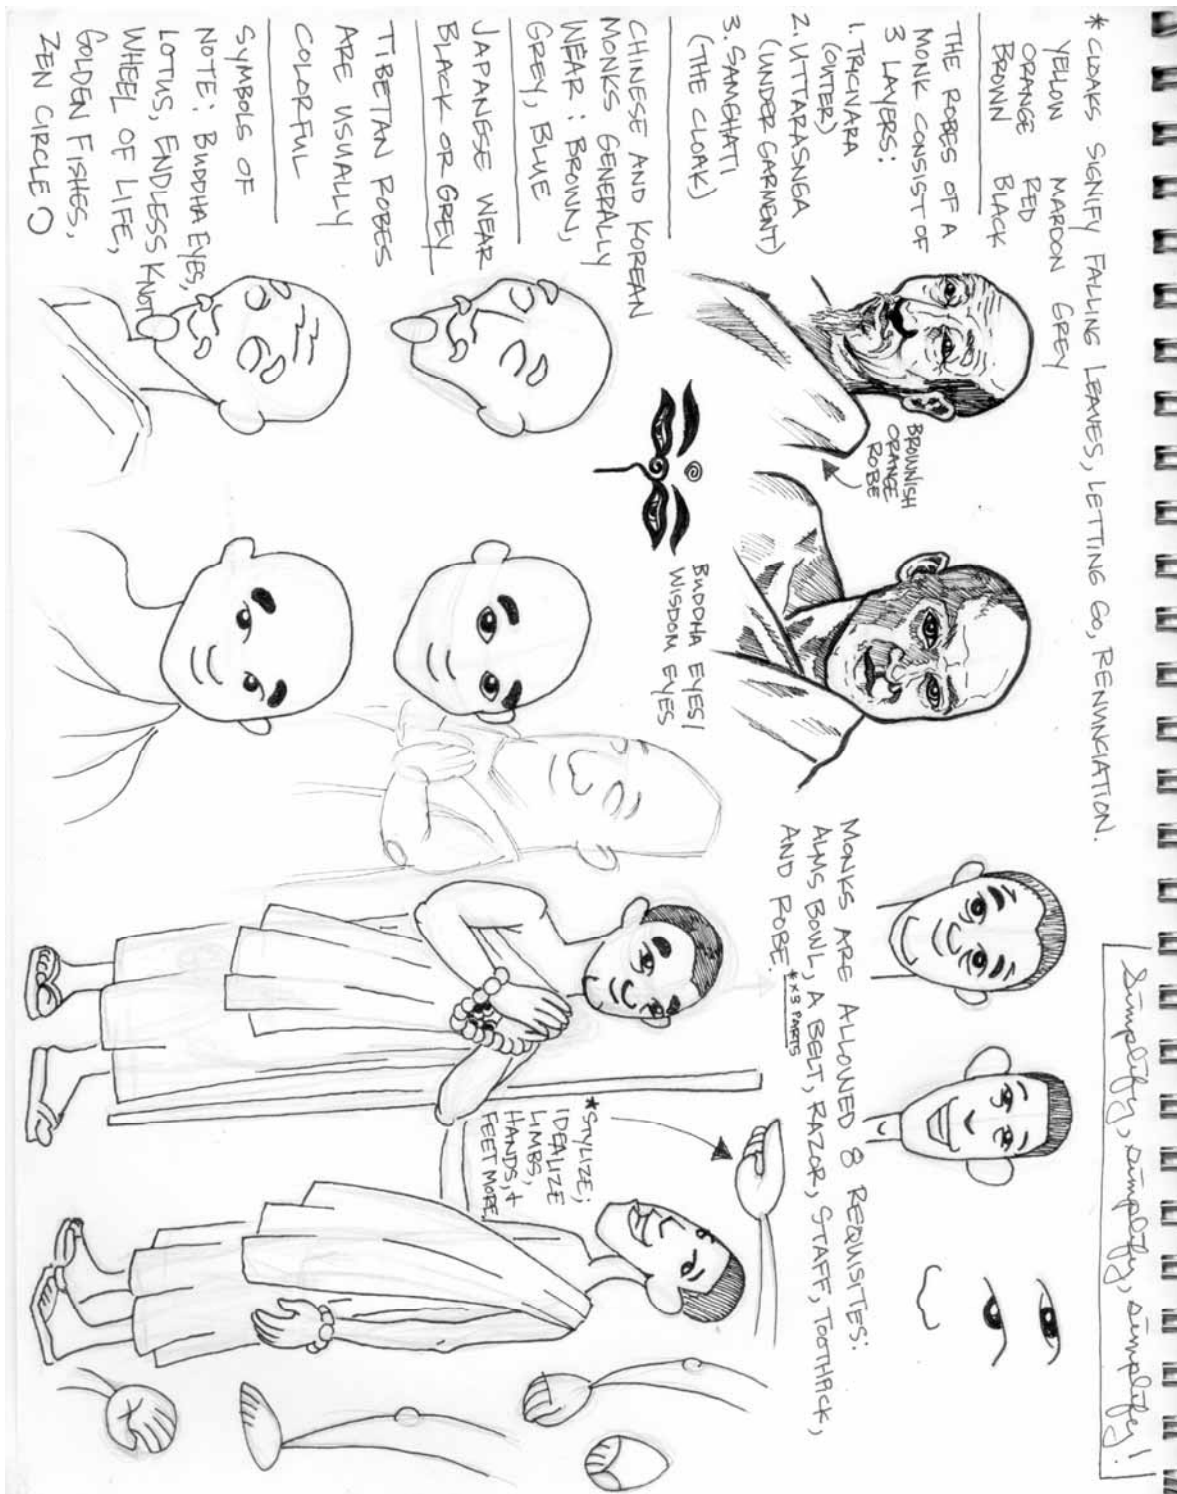 *CLOAKS SIGNIFY FALLING LEAVES, LETTING GO, RENUNCIATION.
YELLOW MAROON GREY
ORANGE RED
BROWN BLACK
THE ROBES OF A
MONK CONSIST OF
3 LAYERS:
1. TRICIVARA
(OUTER)
2. UTTARASNGA
(UNDER GARMENT)
3. SAMGHATI
(THE CLOAK)
CHINESE AND KOREAN
MONKS GENERALLY
WEAR: BROWN,
GREY, BLUE
JAPANESE WEAR
BLACK OR GREY
TIBETAN ROBES
ARE USUALLY
COLORFUL
SYMBOLS OF
NOTE: BUDDHA EYES,
LOTUS, ENDLESS KNOT
WHEEL OF LIFE,
GOLDEN FISHES,
ZEN CIRCLE
BROWNISH
ORANGE
ROBE
BUDDHA EYES/
WISDOM EYES
Simplify, simplify, simplify!
MONKS ARE ALLOWED 8 REQUISITES:
ALMS BOWL, A BELT, RAZOR, STAFF, TOOTHPICK,
AND ROBE. **x3 PARTS
*STYLIZE;
IDEALIZE
LIMBS,
HANDS, +
FEET MORE.